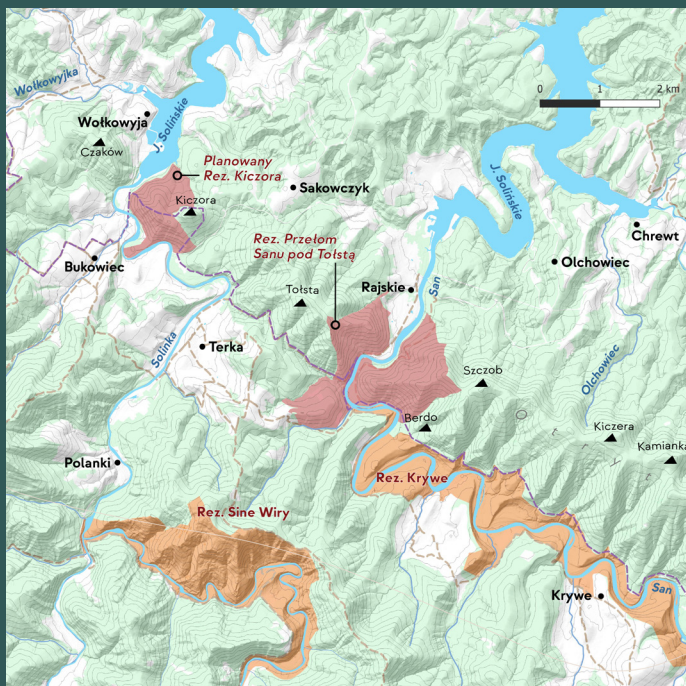 0 1 2 km
Wołkowyjka
Wołkowyja
J. Solińskie
Czaków
Planowany
Rez. Kiczora
Sakowczyk
Kiczora
J. Solińskie
Chrewt
Rez. Przełom
Sanu pod Tołstą
Bukowiec
Olchowiec
Tołsta
Rajskie
San
Solinka
Terka
Szczob
Olchowiec
Berdo
Kiczera
Kamianka
Polanki
Rez. Krywe
Rez. Sine Wiry
Krywe
San